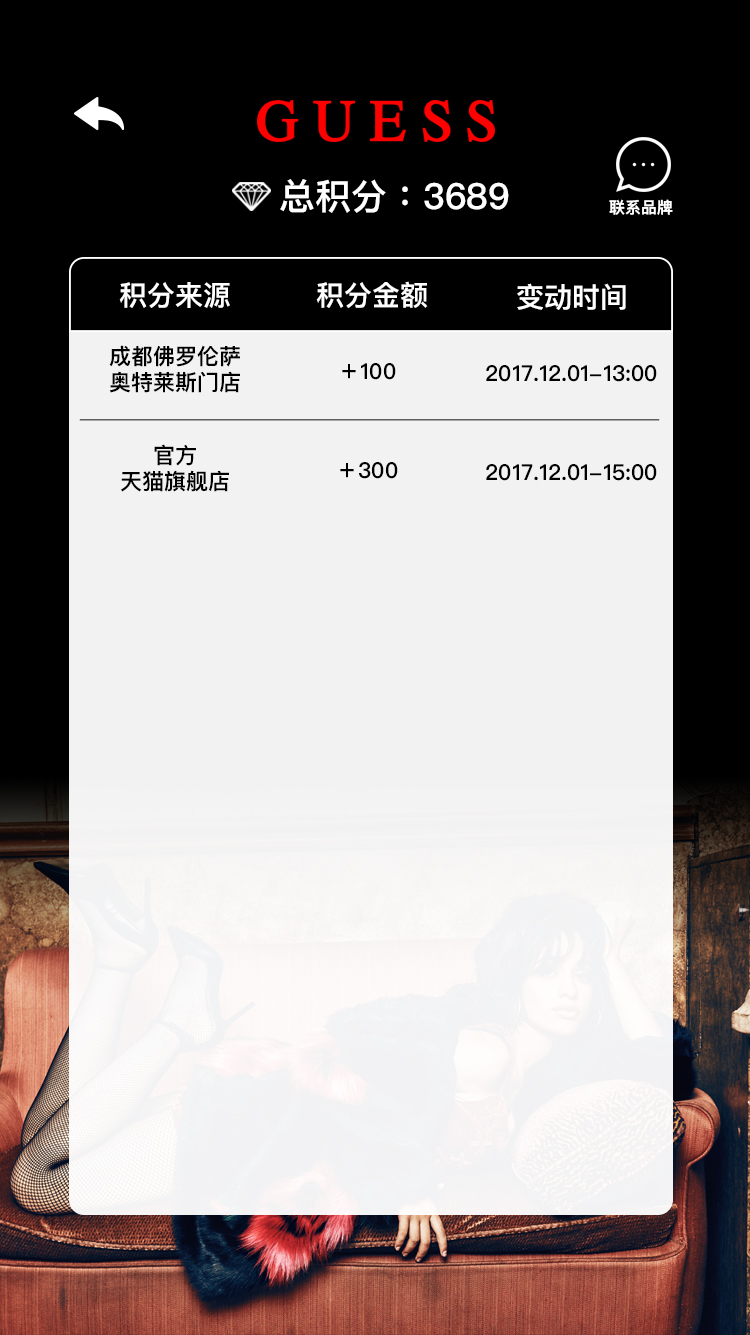 GUESS
总积分：3689
联系品牌
积分来源 积分金额 变动时间
成都佛罗伦萨
奥特莱斯门店
+100
2017.12.01–13:00
官方
天猫旗舰店
+300
2017.12.01–15:00